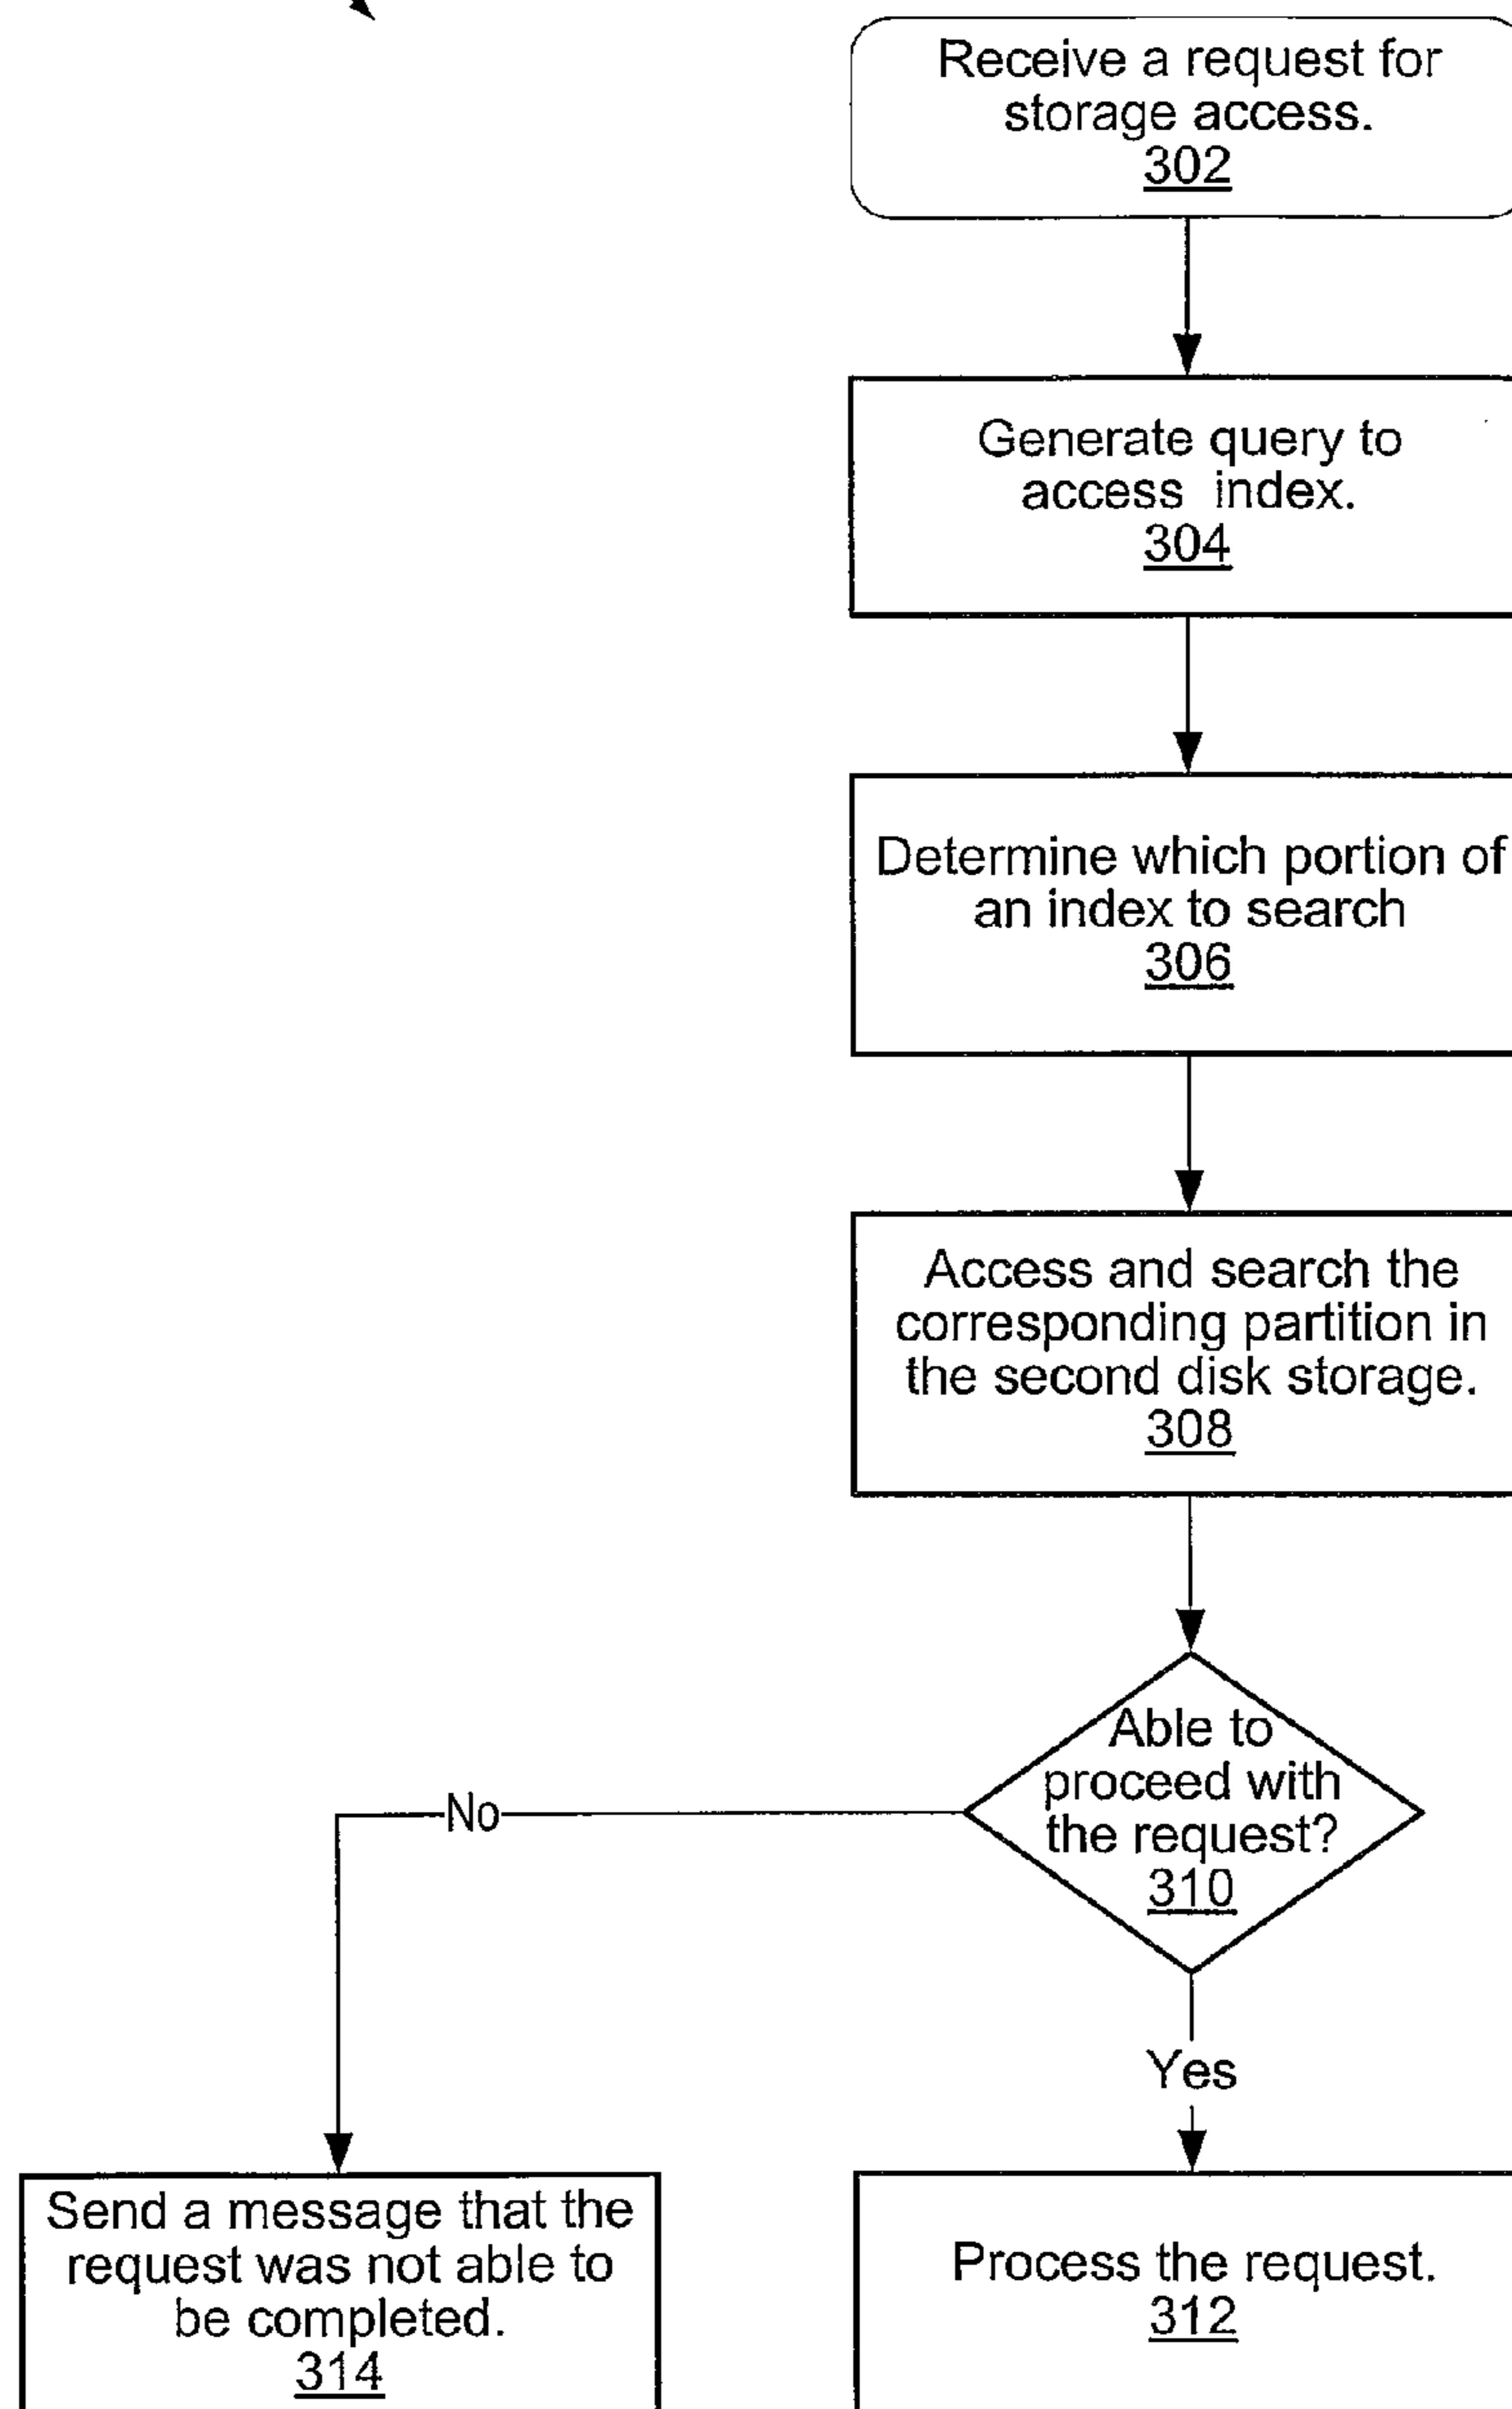 Receive a request for
storage access.
302
Generate query to
access index.
304
Determine which portion of
an index to search
306
Access and search the
corresponding partition in
the second disk storage.
308
Able to
proceed with
the request?
310
No
Yes
Send a message that the
request was not able to
be completed.
314
Process the request.
312